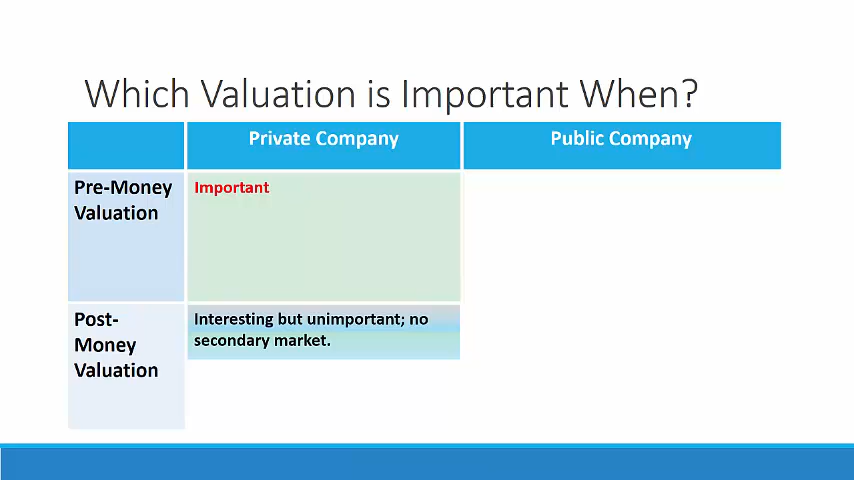 Which Valuation is Important When?
Private Company
Public Company
Pre-Money
Valuation
Important
Post-
Money
Valuation
Interesting but unimportant; no
secondary market.